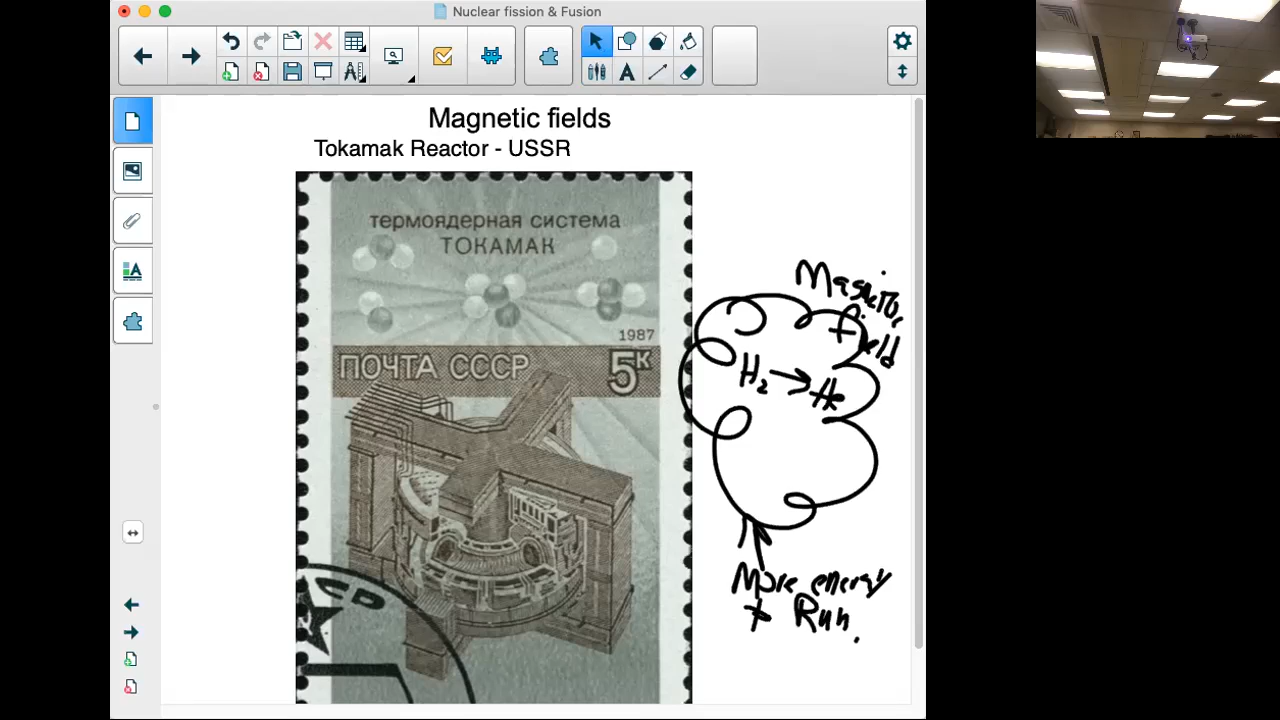 Nuclear fission & Fusion
Magnetic fields
Tokamak Reactor - USSR
термоядерная система
ТОКАМАК
1987
ПОЧТА СССР
5к
Magnetic
field
H₂ → He
More energy
to Run.